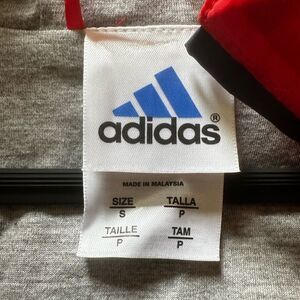 adidas®
MADE IN MALAYSIA
SIZE TALLA
S P
TAILLE TAM
P P